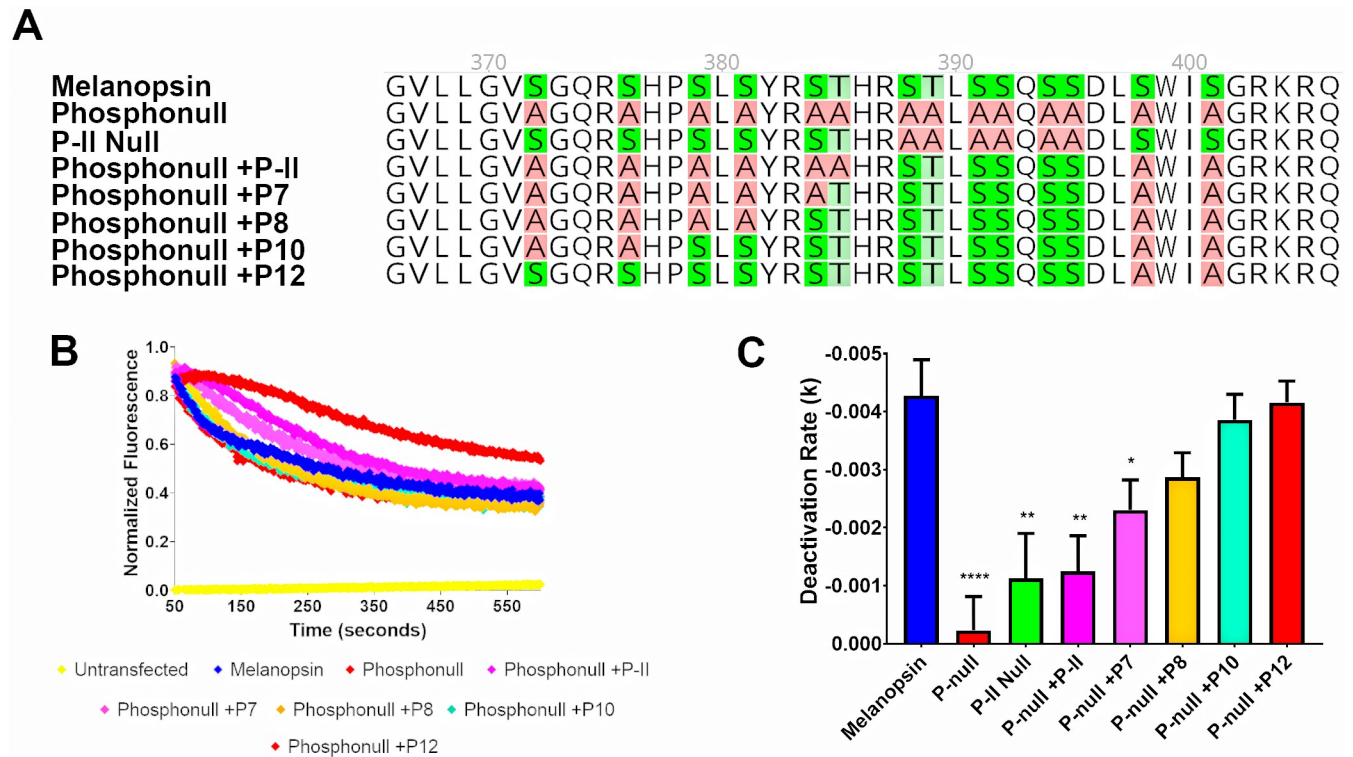 A
370 380 390 400
Melanopsin GVLLGVSGQRSHPSLSYRSTHRSTLSSQSSDLSWISGRKRQ
Phosphonull GVLLGVAGQRAHPALAYRAAHRAALAAQAADLAWIAGRKRQ
P-II Null GVLLGVSGQRSHPSLSYRSTHRAALAAQAADLSWISGRKRQ
Phosphonull +P-II GVLLGVAGQRAHPALAYRAAHRSTLSSQSSDLAWIAGRKRQ
Phosphonull +P7 GVLLGVAGQRAHPALAYRATHRSTLSSQSSDLAWIAGRKRQ
Phosphonull +P8 GVLLGVAGQRAHPALAYRSTHRSTLSSQSSDLAWIAGRKRQ
Phosphonull +P10 GVLLGVAGQRAHPSLSYRSTHRSTLSSQSSDLAWIAGRKRQ
Phosphonull +P12 GVLLGVSGQRSHPSLSYRSTHRSTLSSQSSDLAWIAGRKRQ
B
Normalized Fluorescence
1.0
0.8
0.6
0.4
0.2
0.0
50 150 250 350 450 550
Time (seconds)
Untransfected Melanopsin Phosphonull Phosphonull +P-II
Phosphonull +P7 Phosphonull +P8 Phosphonull +P10
Phosphonull +P12
C
Deactivation Rate (k)
-0.005
-0.004
-0.003
-0.002
-0.001
0.000
**** ** ** *
Melanopsin
P-null
P-II Null
P-null +P-II
P-null +P7
P-null +P8
P-null +P10
P-null +P12